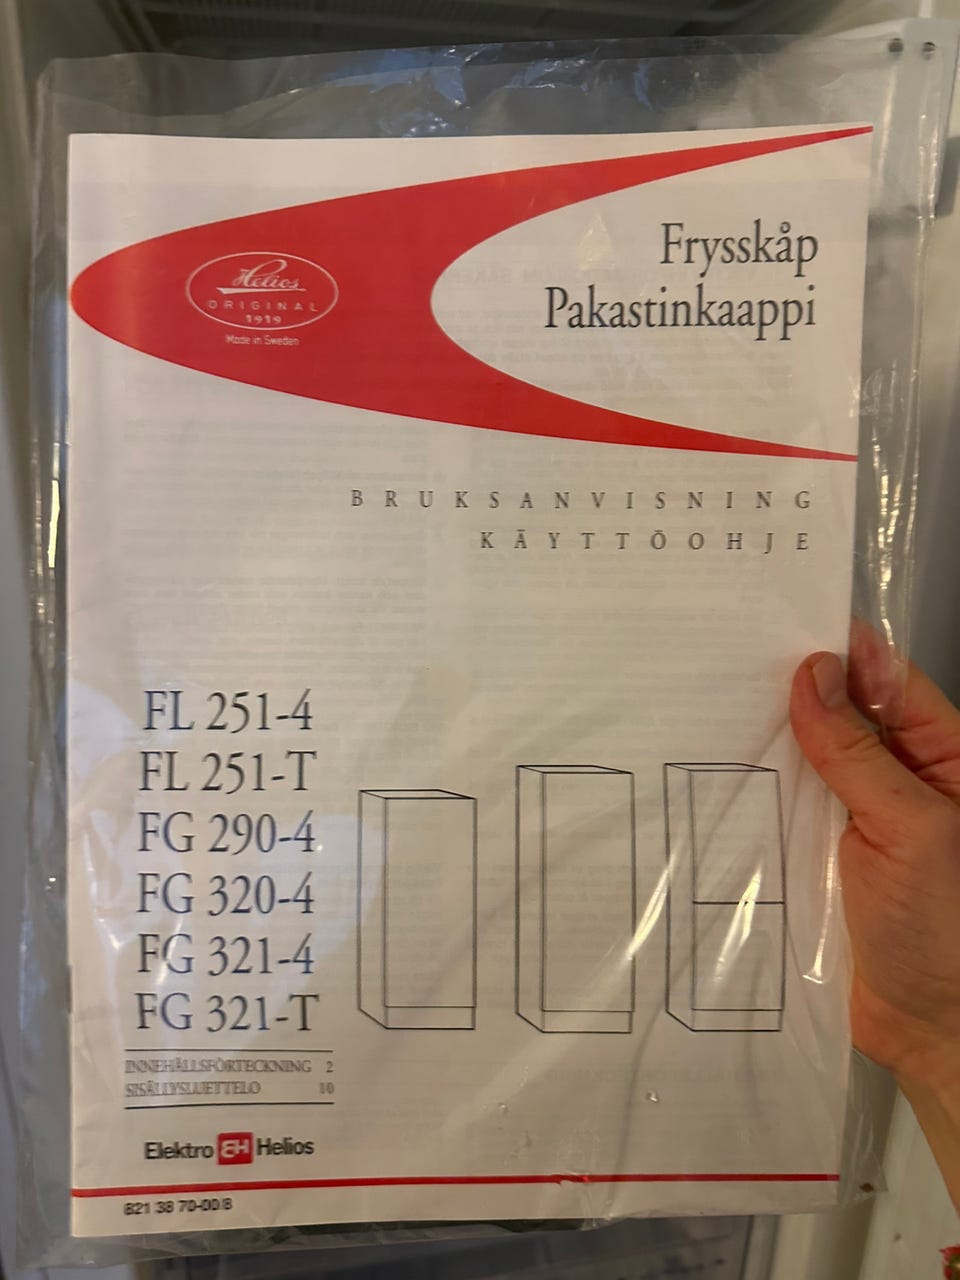 Helios
ORIGINAL
1919
Made in Sweden
Frysskåp
Pakastinkaappi
BRUKSANVISNING
KÄYTTÖOHJE
FL 251-4
FL 251-T
FG 290-4
FG 320-4
FG 321-4
FG 321-T
INNEHÅLLSFÖRTECKNING 2
SISÄLLYSLUETTELO 10
Elektro EH Helios
821 38 70-00/8